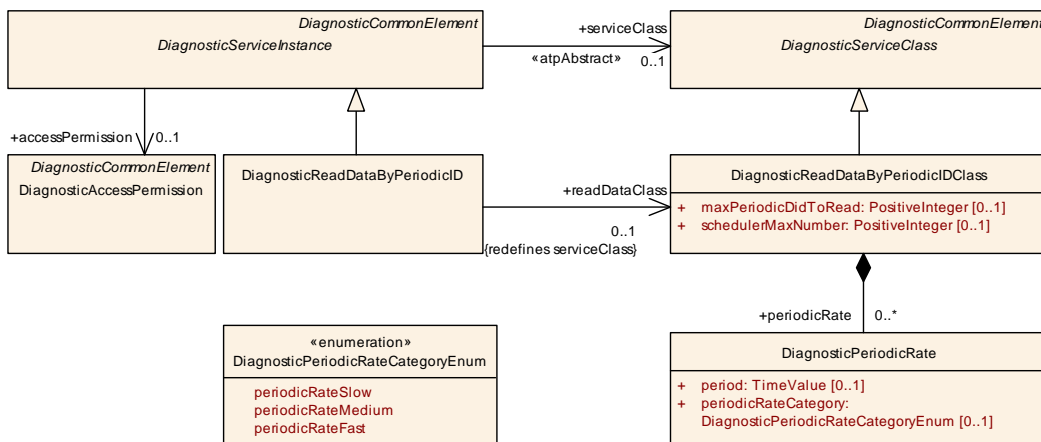 DiagnosticCommonElement
DiagnosticServiceInstance
+serviceClass
«atpAbstract»
0..1
DiagnosticCommonElement
DiagnosticServiceClass
+accessPermission
0..1
DiagnosticCommonElement
DiagnosticAccessPermission
DiagnosticReadDataByPeriodicID
+readDataClass
0..1
{redefines serviceClass}
DiagnosticReadDataByPeriodicIDClass
+ maxPeriodicDidToRead: PositiveInteger [0..1]
+ schedulerMaxNumber: PositiveInteger [0..1]
+periodicRate
0..*
«enumeration»
DiagnosticPeriodicRateCategoryEnum
periodicRateSlow
periodicRateMedium
periodicRateFast
DiagnosticPeriodicRate
+ period: TimeValue [0..1]
+ periodicRateCategory:
DiagnosticPeriodicRateCategoryEnum [0..1]